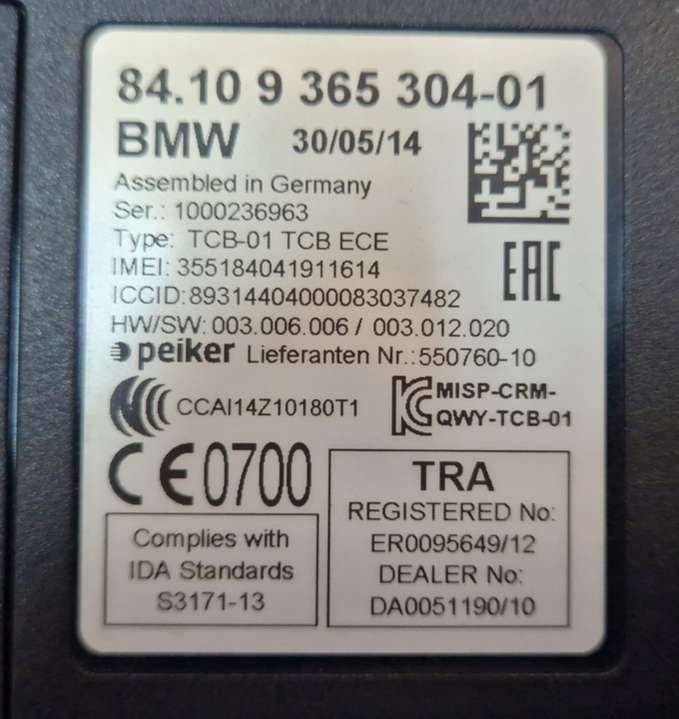 84.10 9 365 304-01
BMW 30/05/14
Assembled in Germany
Ser.: 1000236963
Type: TCB-01 TCB ECE
IMEI: 355184041911614
EAC
ICCID:89314404000083037482
HW/SW: 003.006.006 / 003.012.020
peiker Lieferanten Nr.:550760-10
CCAI14Z10180T1
MISP-CRM-
QWY-TCB-01
CE0700
Complies with
IDA Standards
S3171-13
TRA
REGISTERED No:
ER0095649/12
DEALER No:
DA0051190/10